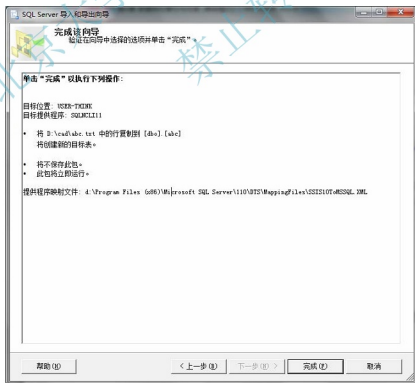 SQL Server 导入和导出向导
完成该向导
验证在向导中选择的选项并单击“完成”。
单击“完成”以执行下列操作:
目标位置: USER-THINK
目标提供程序: SQLNCLI11
• 将 D:\cad\abc.txt 中的行复制到 [dbo].[abc]
将创建新的目标表。
• 将不保存此包。
• 此包将立即运行。
提供程序映射文件: d:\Program Files (x86)\Microsoft SQL Server\110\DTS\MappingFiles\SSIS10ToMSSQL.XML
帮助(H) < 上一步(B) 下一步(N) > 完成(F) 取消